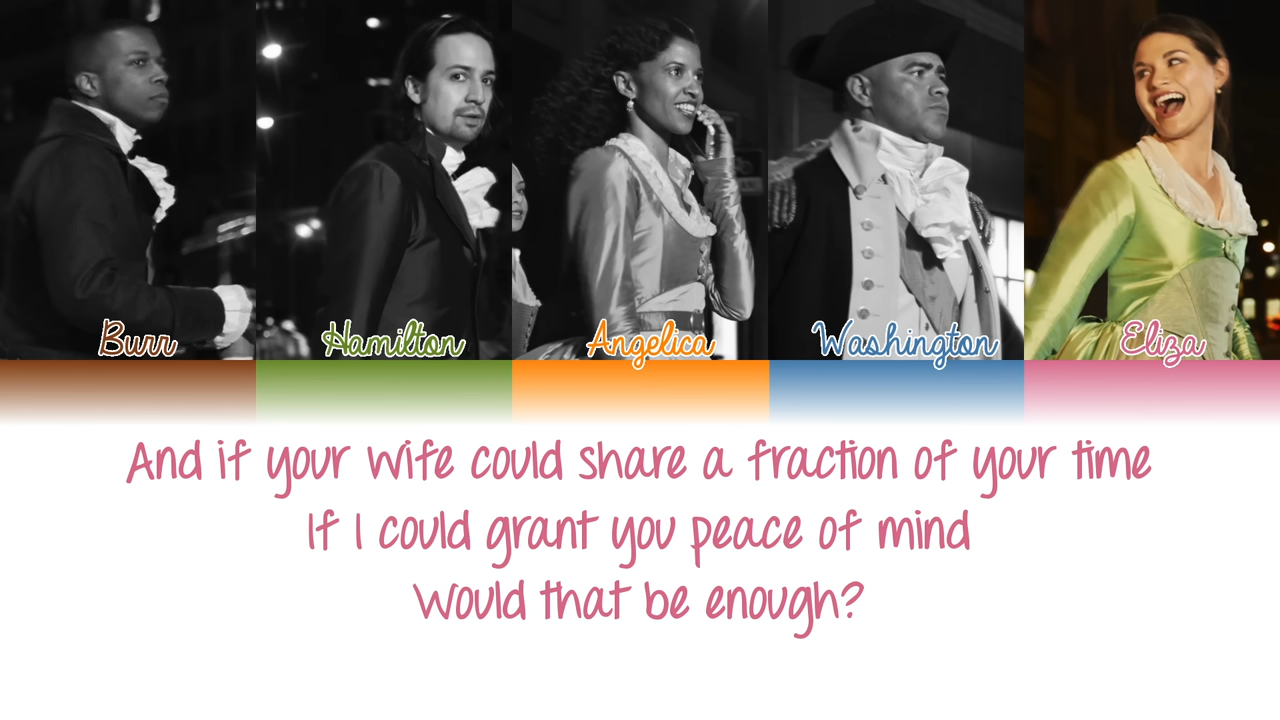 Burr
Hamilton
Angelica
Washington
Eliza
And if your wife could share a fraction of your time
If I could grant you peace of mind
Would that be enough?